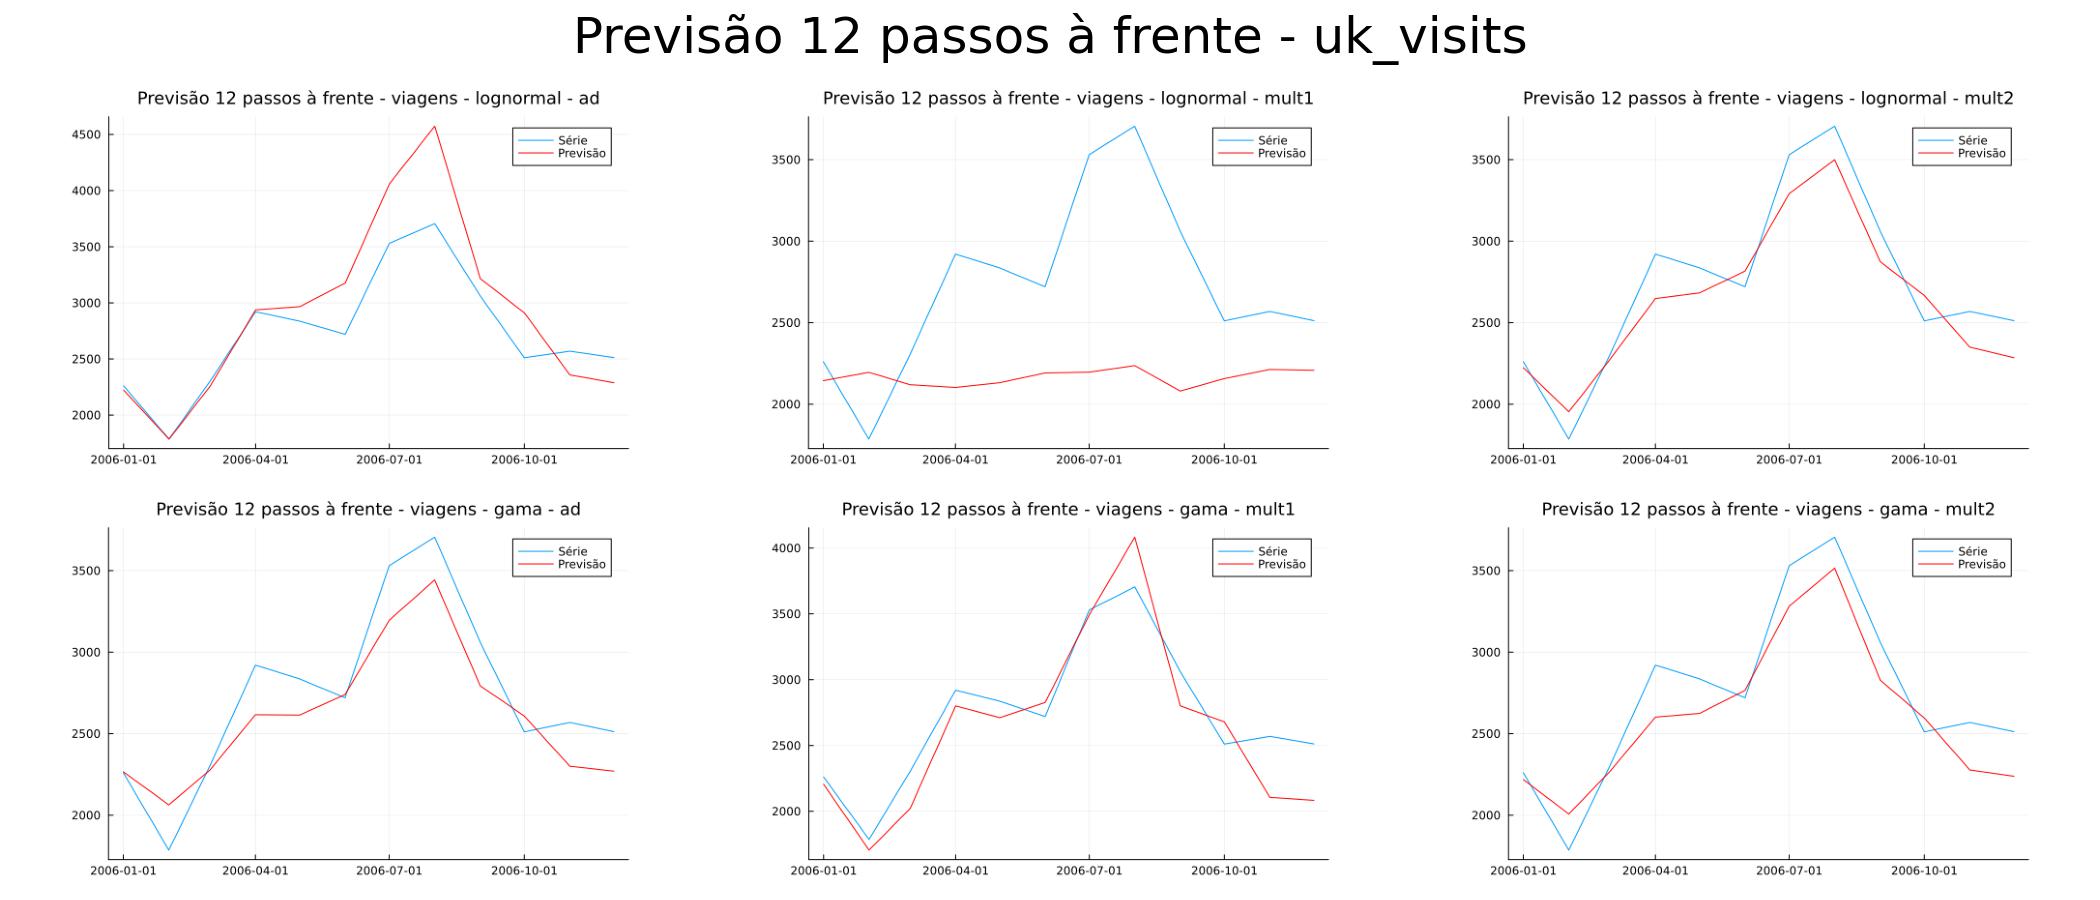 Previsão 12 passos à frente - uk_visits
Previsão 12 passos à frente - viagens - lognormal - ad
4500
4000
3500
3000
2500
2000
2006-01-01 2006-04-01 2006-07-01 2006-10-01
Série
Previsão
Previsão 12 passos à frente - viagens - lognormal - mult1
3500
3000
2500
2000
2006-01-01 2006-04-01 2006-07-01 2006-10-01
Série
Previsão
Previsão 12 passos à frente - viagens - lognormal - mult2
3500
3000
2500
2000
2006-01-01 2006-04-01 2006-07-01 2006-10-01
Série
Previsão
Previsão 12 passos à frente - viagens - gama - ad
3500
3000
2500
2000
2006-01-01 2006-04-01 2006-07-01 2006-10-01
Série
Previsão
Previsão 12 passos à frente - viagens - gama - mult1
4000
3500
3000
2500
2000
2006-01-01 2006-04-01 2006-07-01 2006-10-01
Série
Previsão
Previsão 12 passos à frente - viagens - gama - mult2
3500
3000
2500
2000
2006-01-01 2006-04-01 2006-07-01 2006-10-01
Série
Previsão